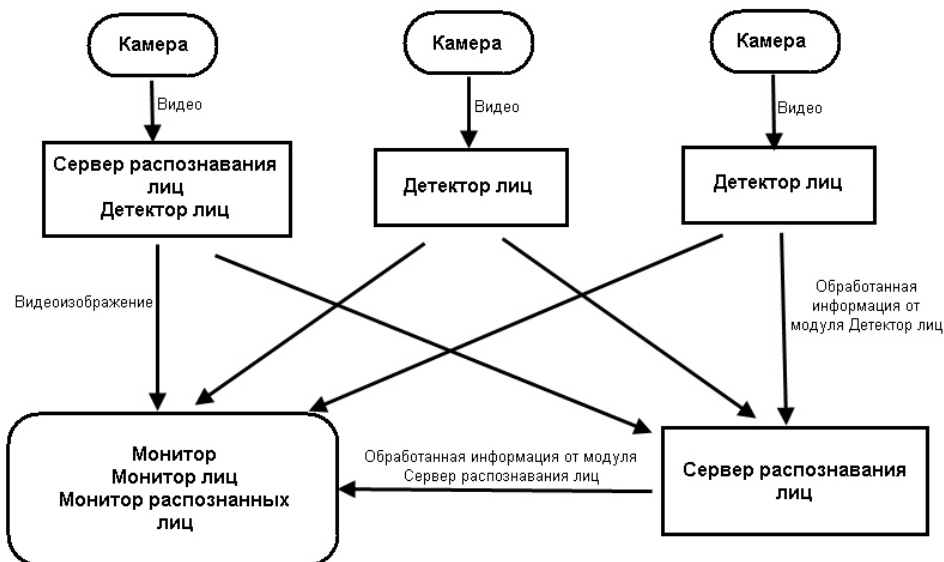 Камера
Камера
Камера
Видео
Видео
Видео
Сервер распознавания
лиц
Детектор лиц
Детектор лиц
Детектор лиц
Видеоизображение
Обработанная
информация от
модуля Детектор лиц
Монитор
Монитор лиц
Монитор распознанных
лиц
Обработанная информация от модуля
Сервер распознавания лиц
Сервер распознавания
лиц